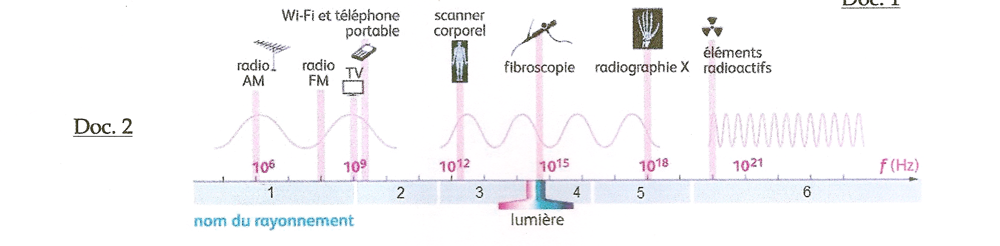 Doc. 1
Wi-Fi et téléphone
portable
scanner
corporel
radio
AM
radio
FM
TV
fibroscopie
radiographie X
éléments
radioactifs
Doc. 2
10⁶
10⁹
10¹²
10¹⁵
10¹⁸
10²¹
f (Hz)
1
2
3
4
5
6
nom du rayonnement
lumière